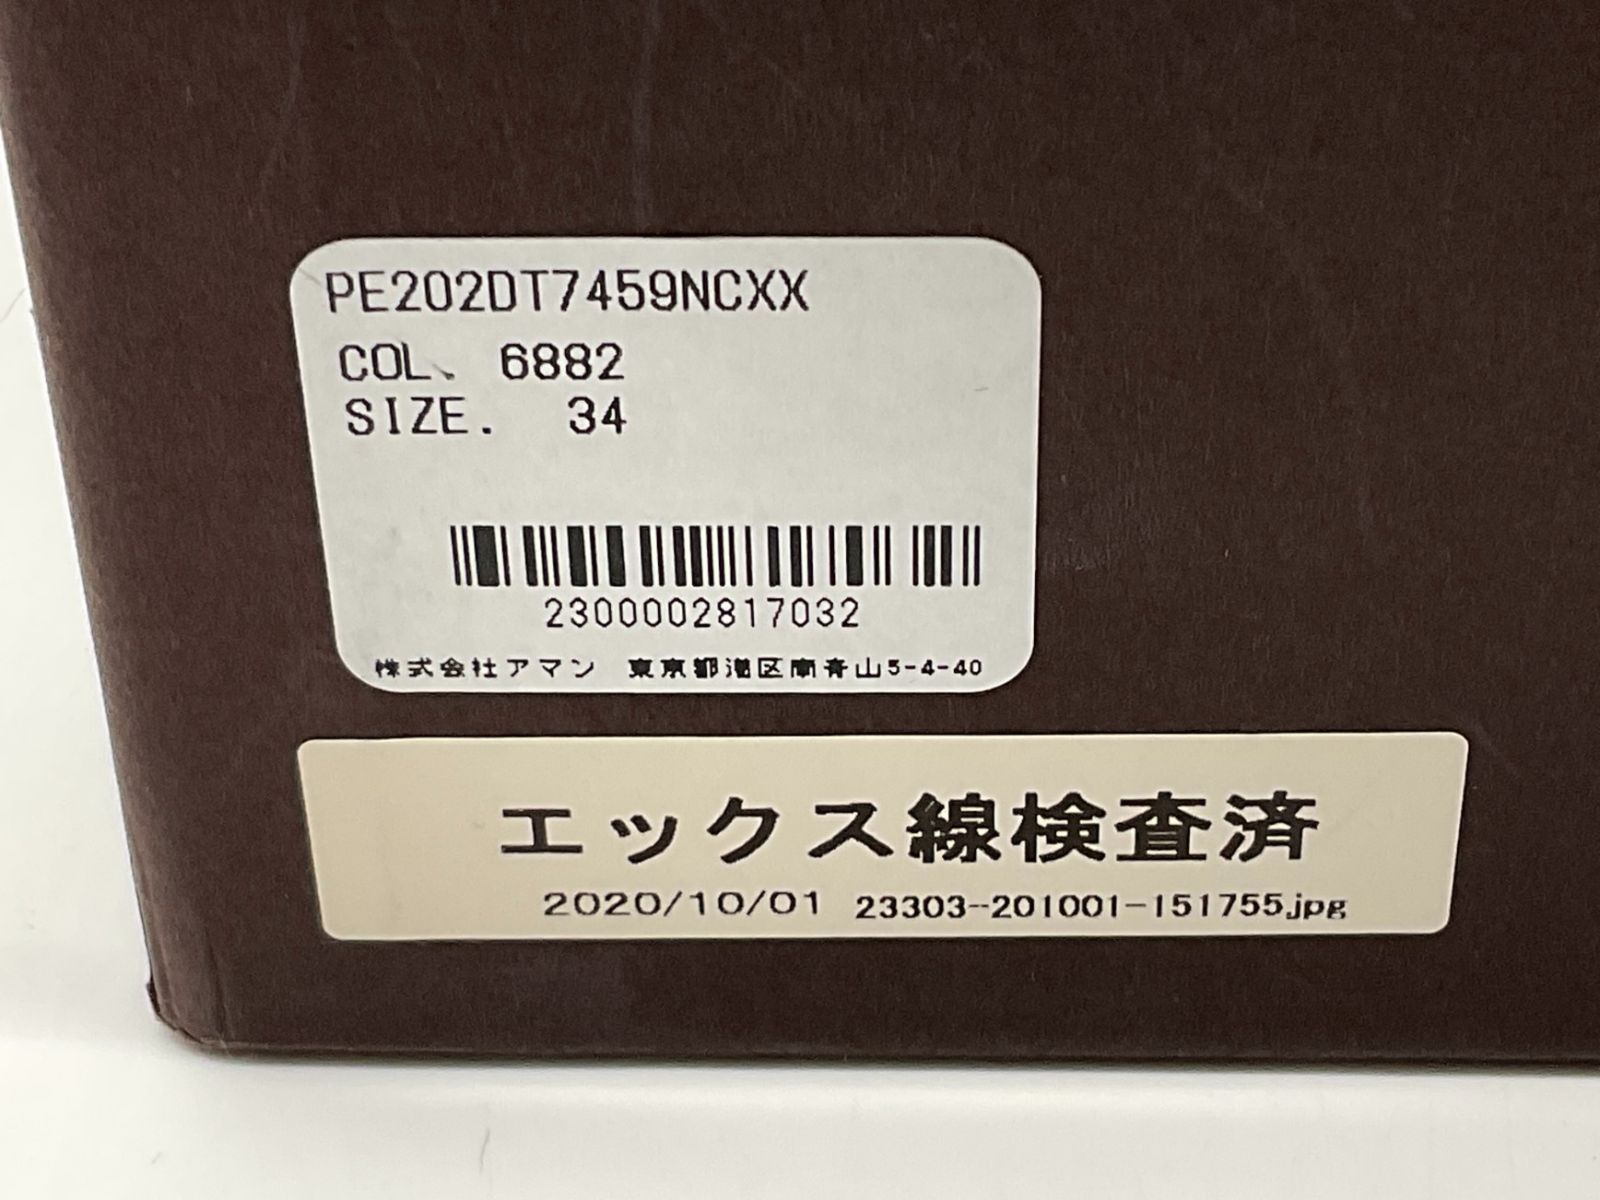 PE202DT7459NCXX
COL. 6882
SIZE. 34
2300002817032
株式会社アマン 東京都港区南青山5-4-40
エックス線検査済
2020/10/01 23303-201001-151755.jpg